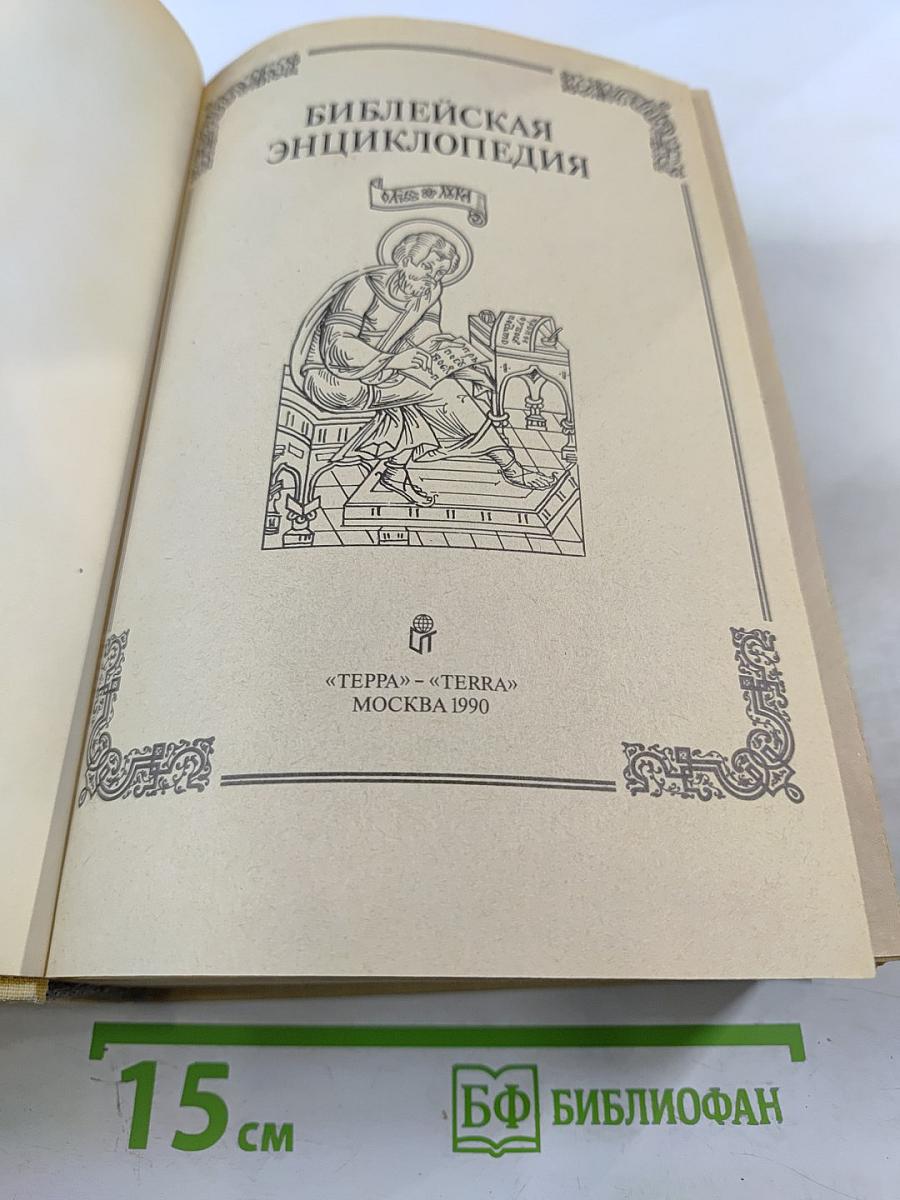 БИБЛЕЙСКАЯ
ЭНЦИКЛОПЕДИЯ
«ТЕРРА» – «TERRA»
МОСКВА 1990
15 см
БФ БИБЛИОФАН